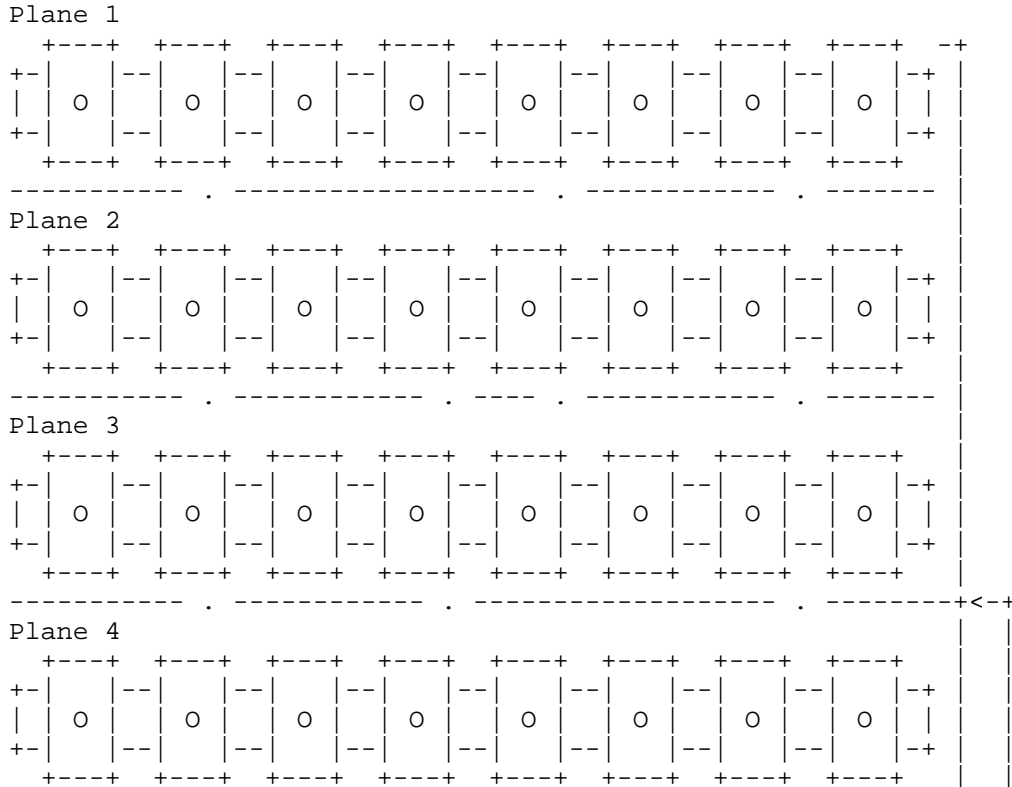 Plane 1
   +---+  +---+  +---+  +---+  +---+  +---+  +---+  +---+  -+
+-|   |--|   |--|   |--|   |--|   |--|   |--|   |--|   |-+ |
| | O |  | O |  | O |  | O |  | O |  | O |  | O |  | O | | |
+-|   |--|   |--|   |--|   |--|   |--|   |--|   |--|   |-+ |
  +---+  +---+  +---+  +---+  +---+  +---+  +---+  +---+   |
----------- . ------------------- . ------------ . ------- |
Plane 2                                                    |
  +---+  +---+  +---+  +---+  +---+  +---+  +---+  +---+   |
+-|   |--|   |--|   |--|   |--|   |--|   |--|   |--|   |-+ |
| | O |  | O |  | O |  | O |  | O |  | O |  | O |  | O | | |
+-|   |--|   |--|   |--|   |--|   |--|   |--|   |--|   |-+ |
  +---+  +---+  +---+  +---+  +---+  +---+  +---+  +---+   |
----------- . ------------ . ---- . ------------ . ------- |
Plane 3                                                    |
  +---+  +---+  +---+  +---+  +---+  +---+  +---+  +---+   |
+-|   |--|   |--|   |--|   |--|   |--|   |--|   |--|   |-+ |
| | O |  | O |  | O |  | O |  | O |  | O |  | O |  | O | | |
+-|   |--|   |--|   |--|   |--|   |--|   |--|   |--|   |-+ |
  +---+  +---+  +---+  +---+  +---+  +---+  +---+  +---+   |
----------- . ------------ . ------------------- . --------+<-+
Plane 4                                                    |  |
  +---+  +---+  +---+  +---+  +---+  +---+  +---+  +---+   |  |
+-|   |--|   |--|   |--|   |--|   |--|   |--|   |--|   |-+ |  |
| | O |  | O |  | O |  | O |  | O |  | O |  | O |  | O | | |  |
+-|   |--|   |--|   |--|   |--|   |--|   |--|   |--|   |-+ |  |
  +---+  +---+  +---+  +---+  +---+  +---+  +---+  +---+   |  |